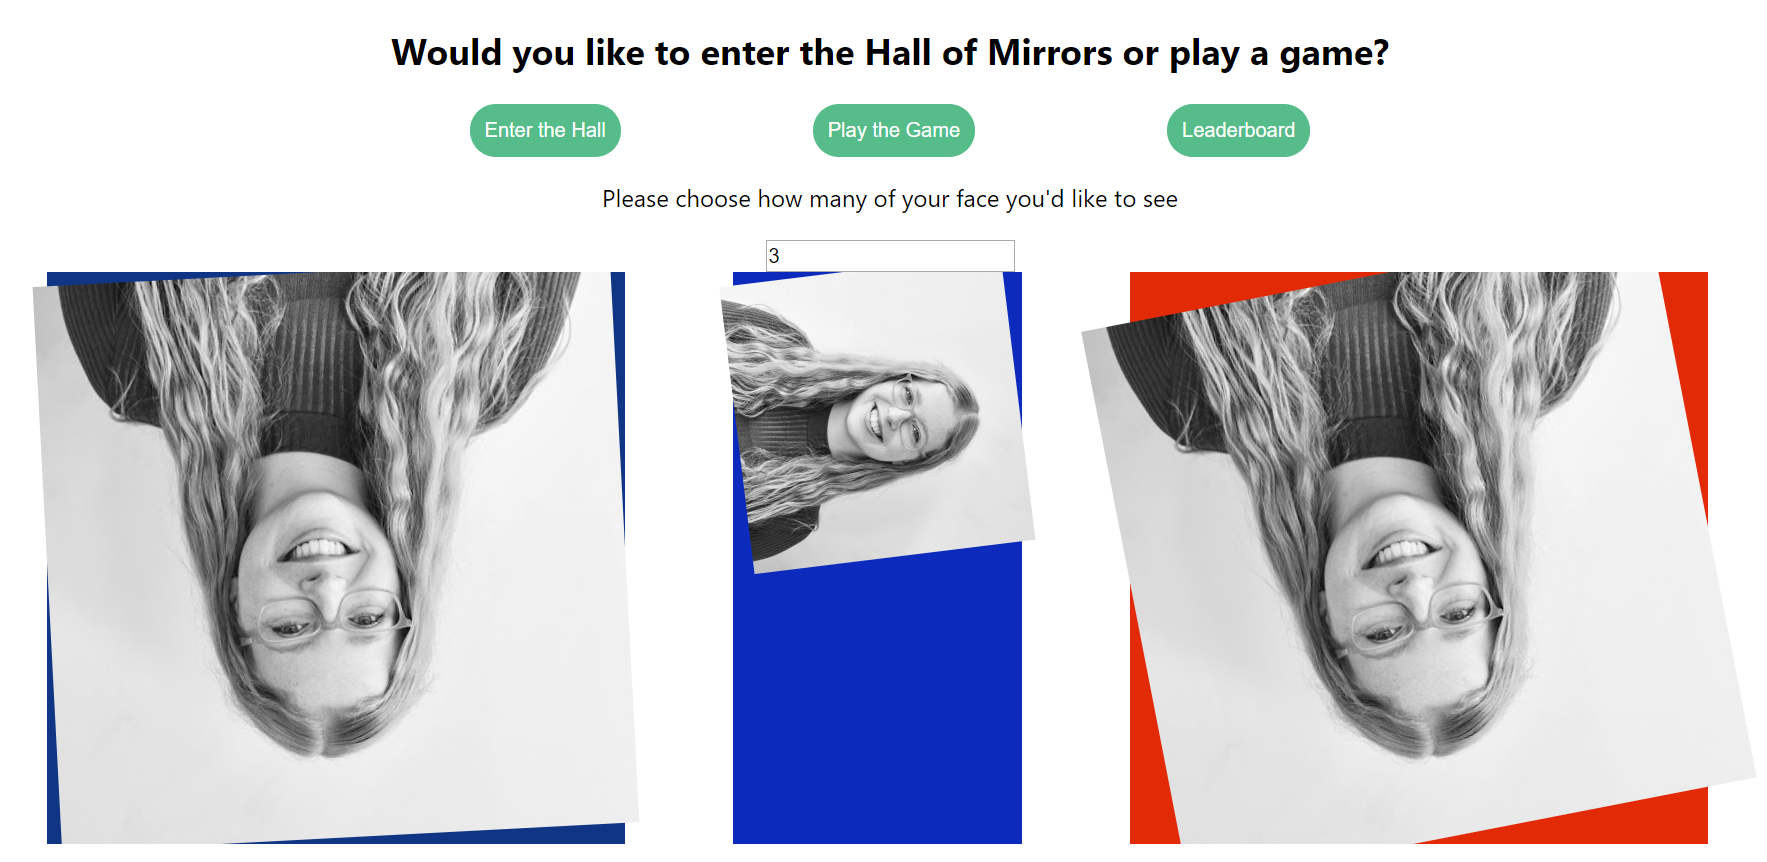 Would you like to enter the Hall of Mirrors or play a game?
Enter the Hall
Play the Game
Leaderboard
Please choose how many of your face you'd like to see
3